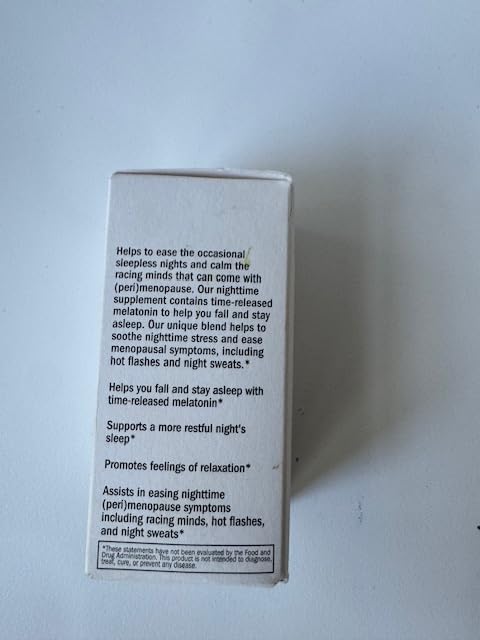 Helps to ease the occasional
sleepless nights and calm the
racing minds that can come with
(peri)menopause. Our nighttime
supplement contains time-released
melatonin to help you fall and stay
asleep. Our unique blend helps to
soothe nighttime stress and ease
menopausal symptoms, including
hot flashes and night sweats.*
Helps you fall and stay asleep with
time-released melatonin*
Supports a more restful night's
sleep*
Promotes feelings of relaxation*
Assists in easing nighttime
(peri)menopause symptoms
including racing minds, hot flashes,
and night sweats*
*These statements have not been evaluated by the Food and
Drug Administration. This product is not intended to diagnose,
treat, cure, or prevent any disease.